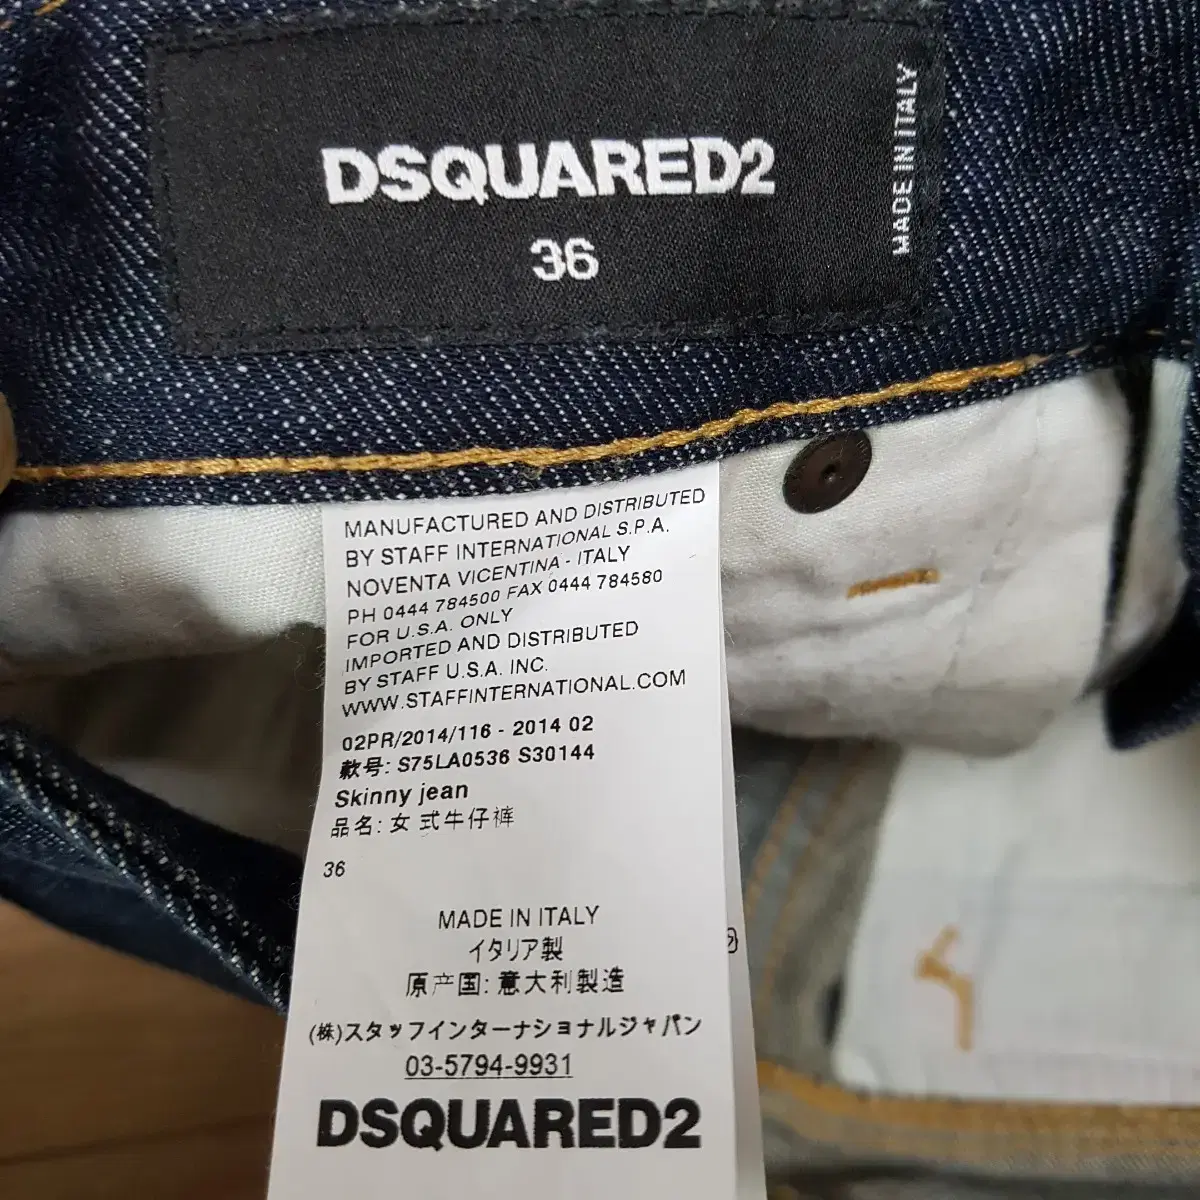 DSQUARED2
36
MADE IN ITALY
MANUFACTURED AND DISTRIBUTED
BY STAFF INTERNATIONAL S.P.A.
NOVENTA VICENTINA - ITALY
PH 0444 784500 FAX 0444 784580
FOR U.S.A. ONLY
IMPORTED AND DISTRIBUTED
BY STAFF U.S.A. INC.
WWW.STAFFINTERNATIONAL.COM
02PR/2014/116 - 2014 02
款号: S75LA0536 S30144
Skinny jean
品名: 女 式牛仔裤
36
MADE IN ITALY
イタリア製
原产国: 意大利製造
(株)スタッフインターナショナルジャパン
03-5794-9931
DSQUARED2